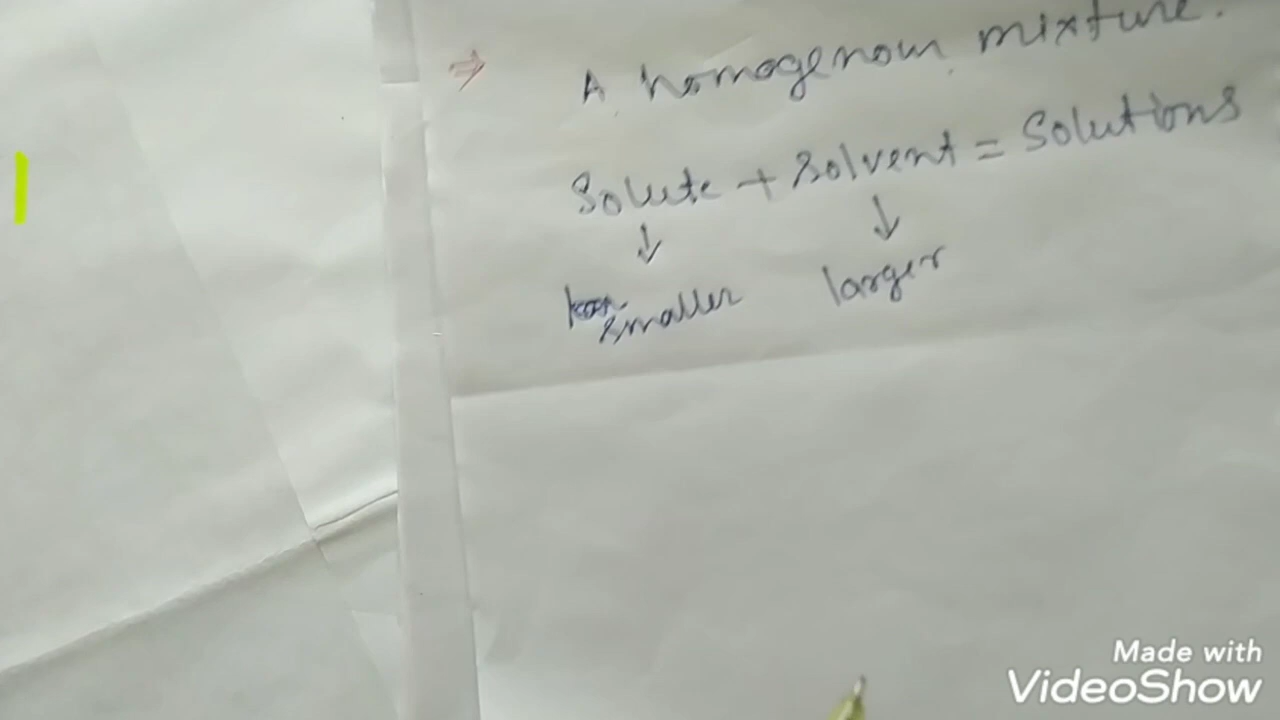 ⇒ A homogenous mixture.
Solute + Solvent = Solutions
↓ ↓
smaller larger
Made with
VideoShow